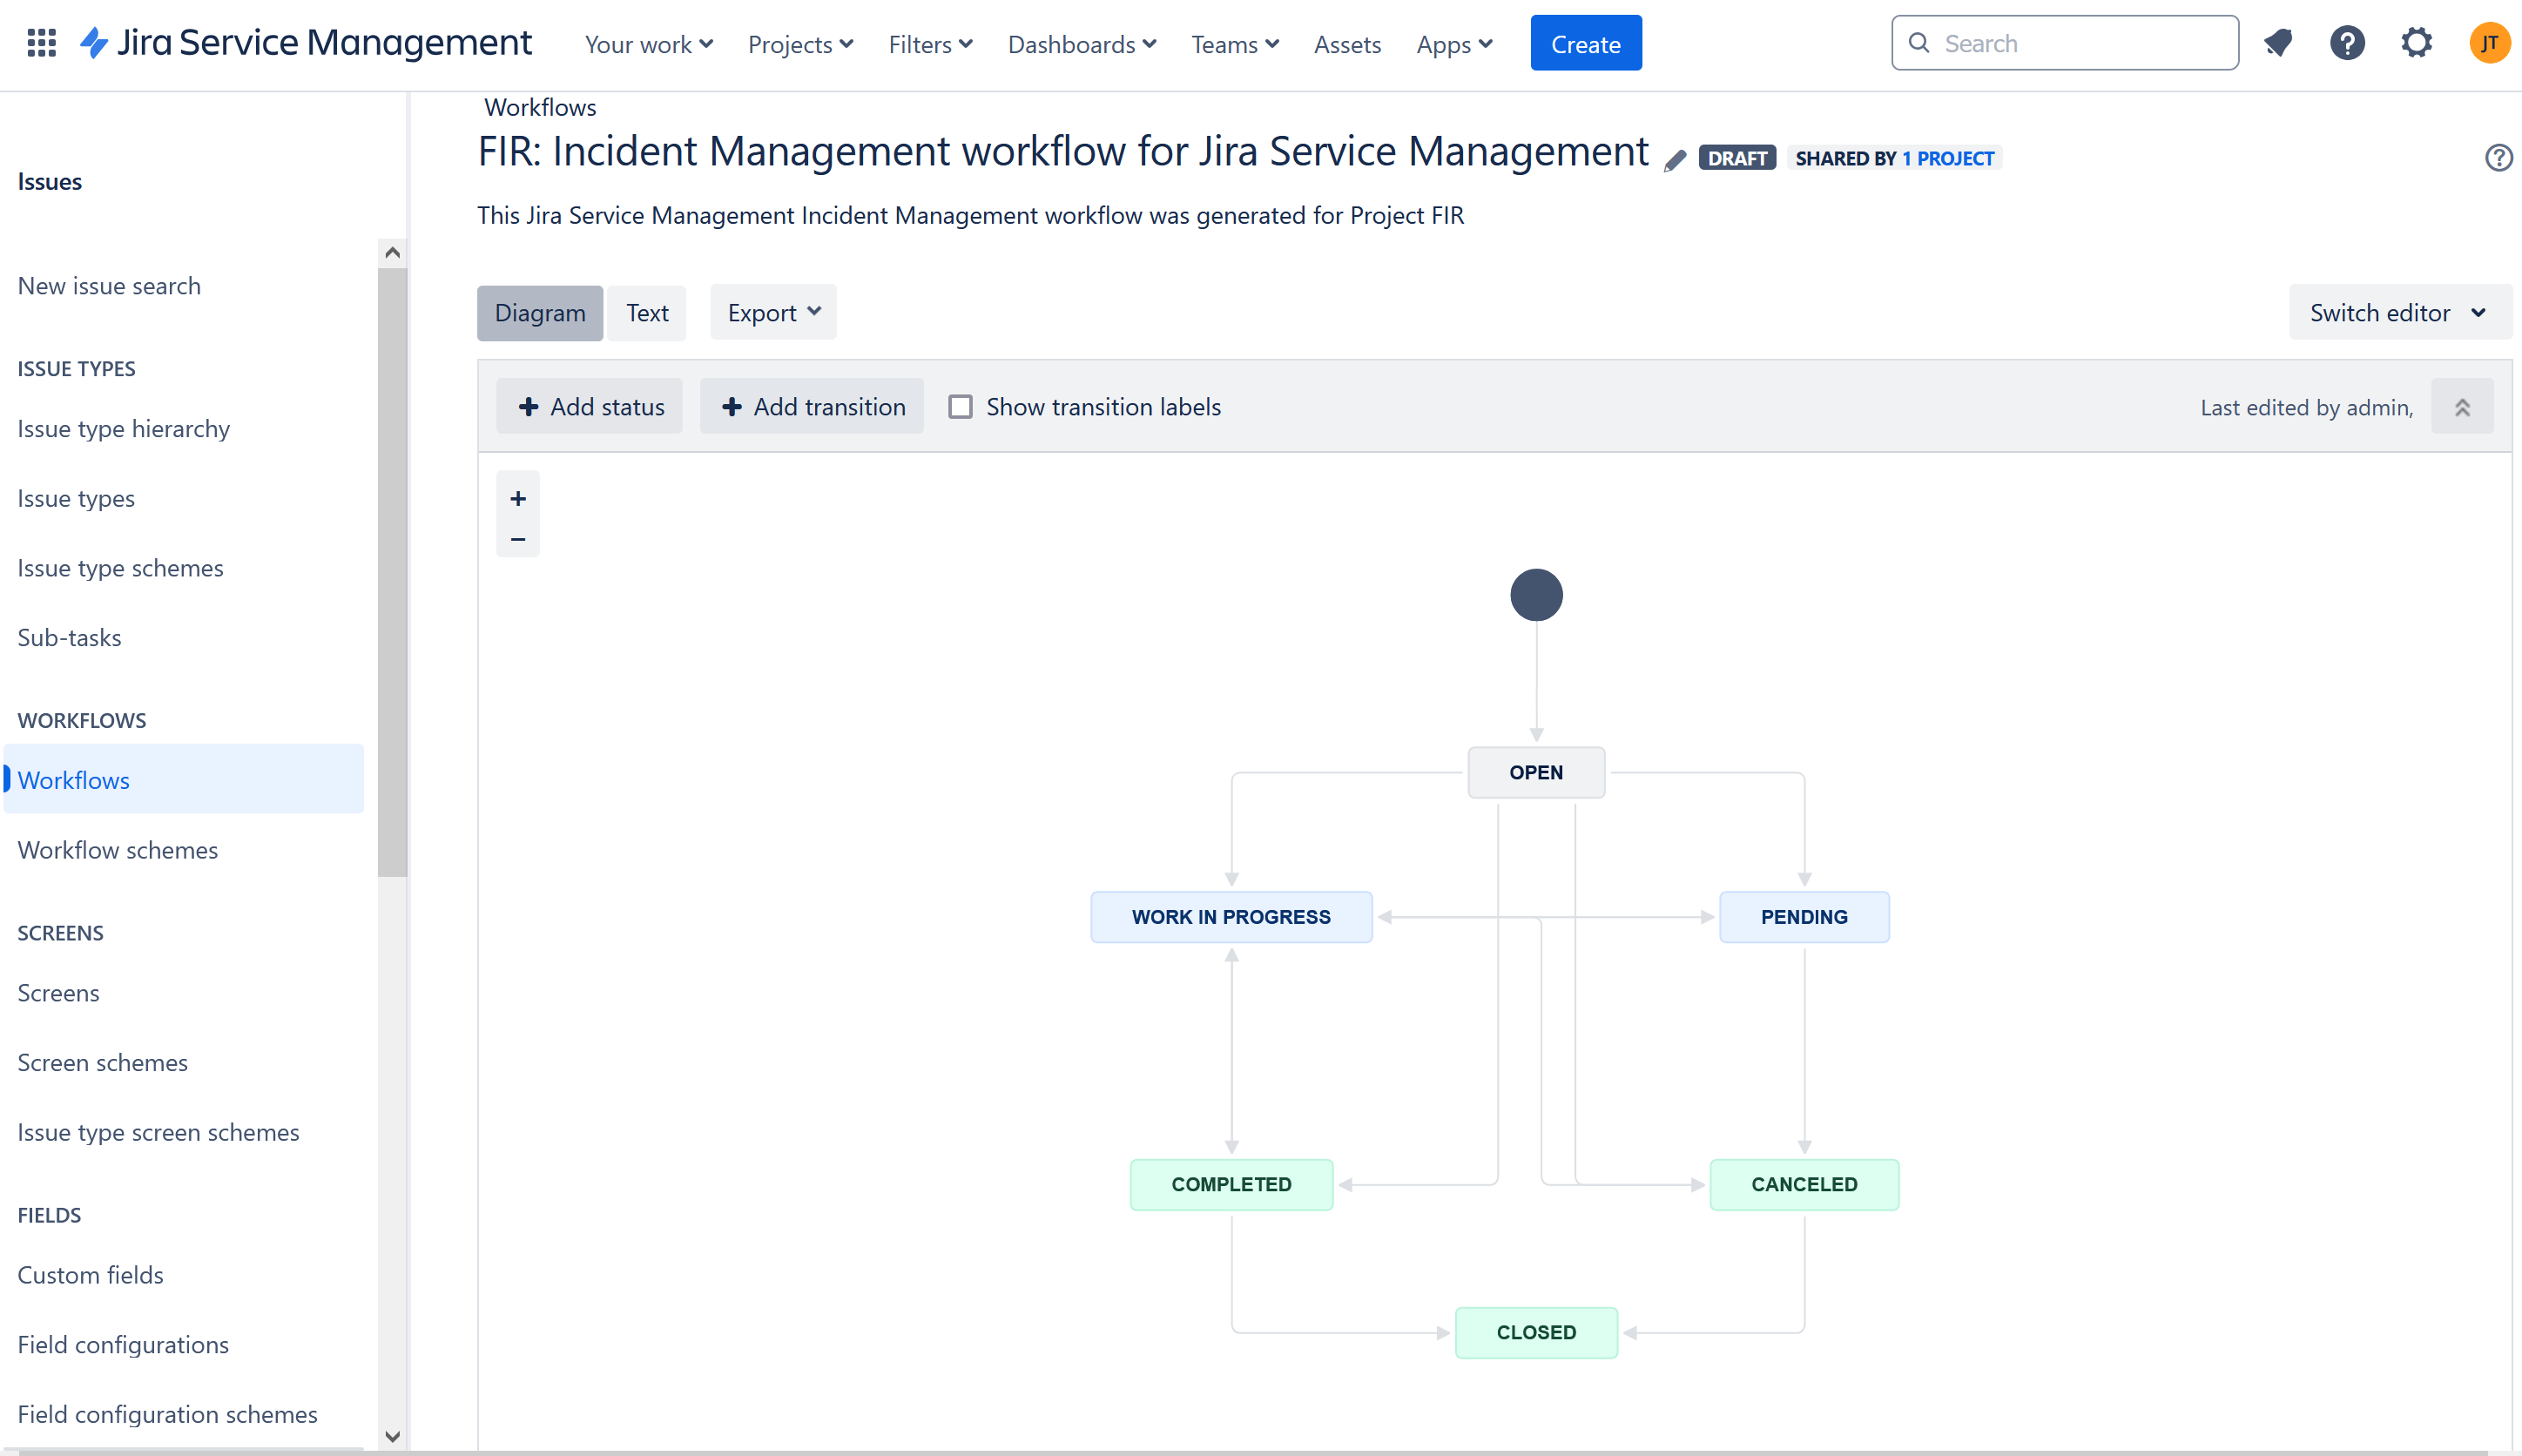 Jira Service Management Your work Projects Filters Dashboards Teams Assets Apps Create Search JT
Issues
New issue search
ISSUE TYPES
Issue type hierarchy
Issue types
Issue type schemes
Sub-tasks
WORKFLOWS
Workflows
Workflow schemes
SCREENS
Screens
Screen schemes
Issue type screen schemes
FIELDS
Custom fields
Field configurations
Field configuration schemes
Workflows
FIR: Incident Management workflow for Jira Service Management DRAFT SHARED BY 1 PROJECT
This Jira Service Management Incident Management workflow was generated for Project FIR
Diagram Text Export Switch editor
Add status Add transition Show transition labels Last edited by admin,
OPEN
WORK IN PROGRESS PENDING
COMPLETED CANCELED
CLOSED